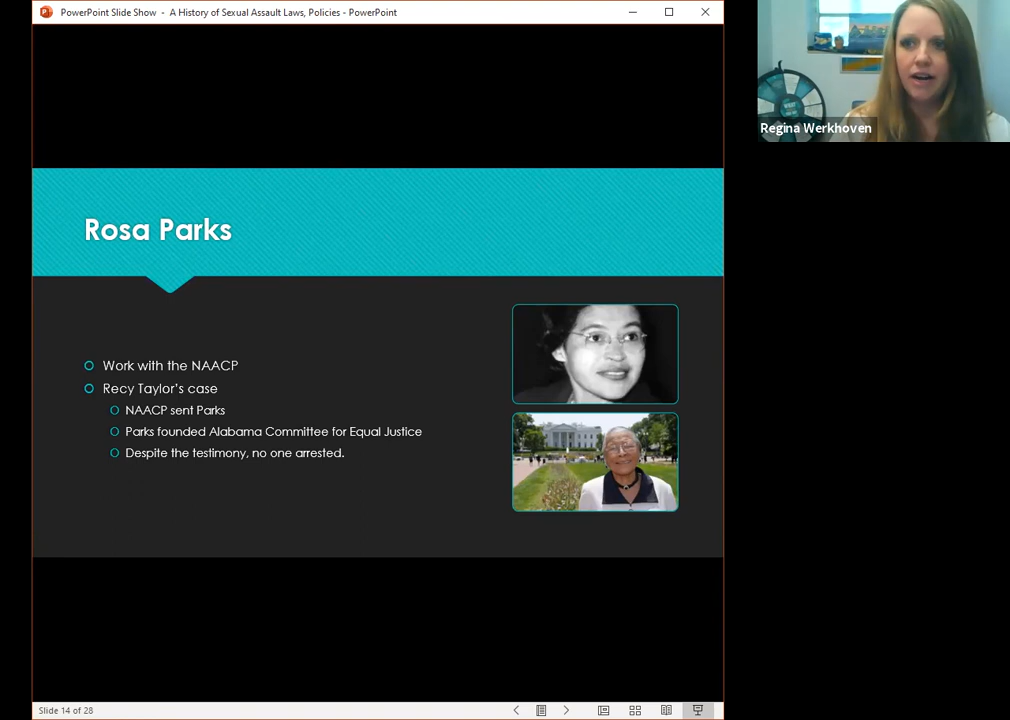 PowerPoint Slide Show - A History of Sexual Assault Laws, Policies - PowerPoint
Regina Werkhoven
Rosa Parks
Work with the NAACP
Recy Taylor's case
NAACP sent Parks
Parks founded Alabama Committee for Equal Justice
Despite the testimony, no one arrested.
Slide 14 of 28